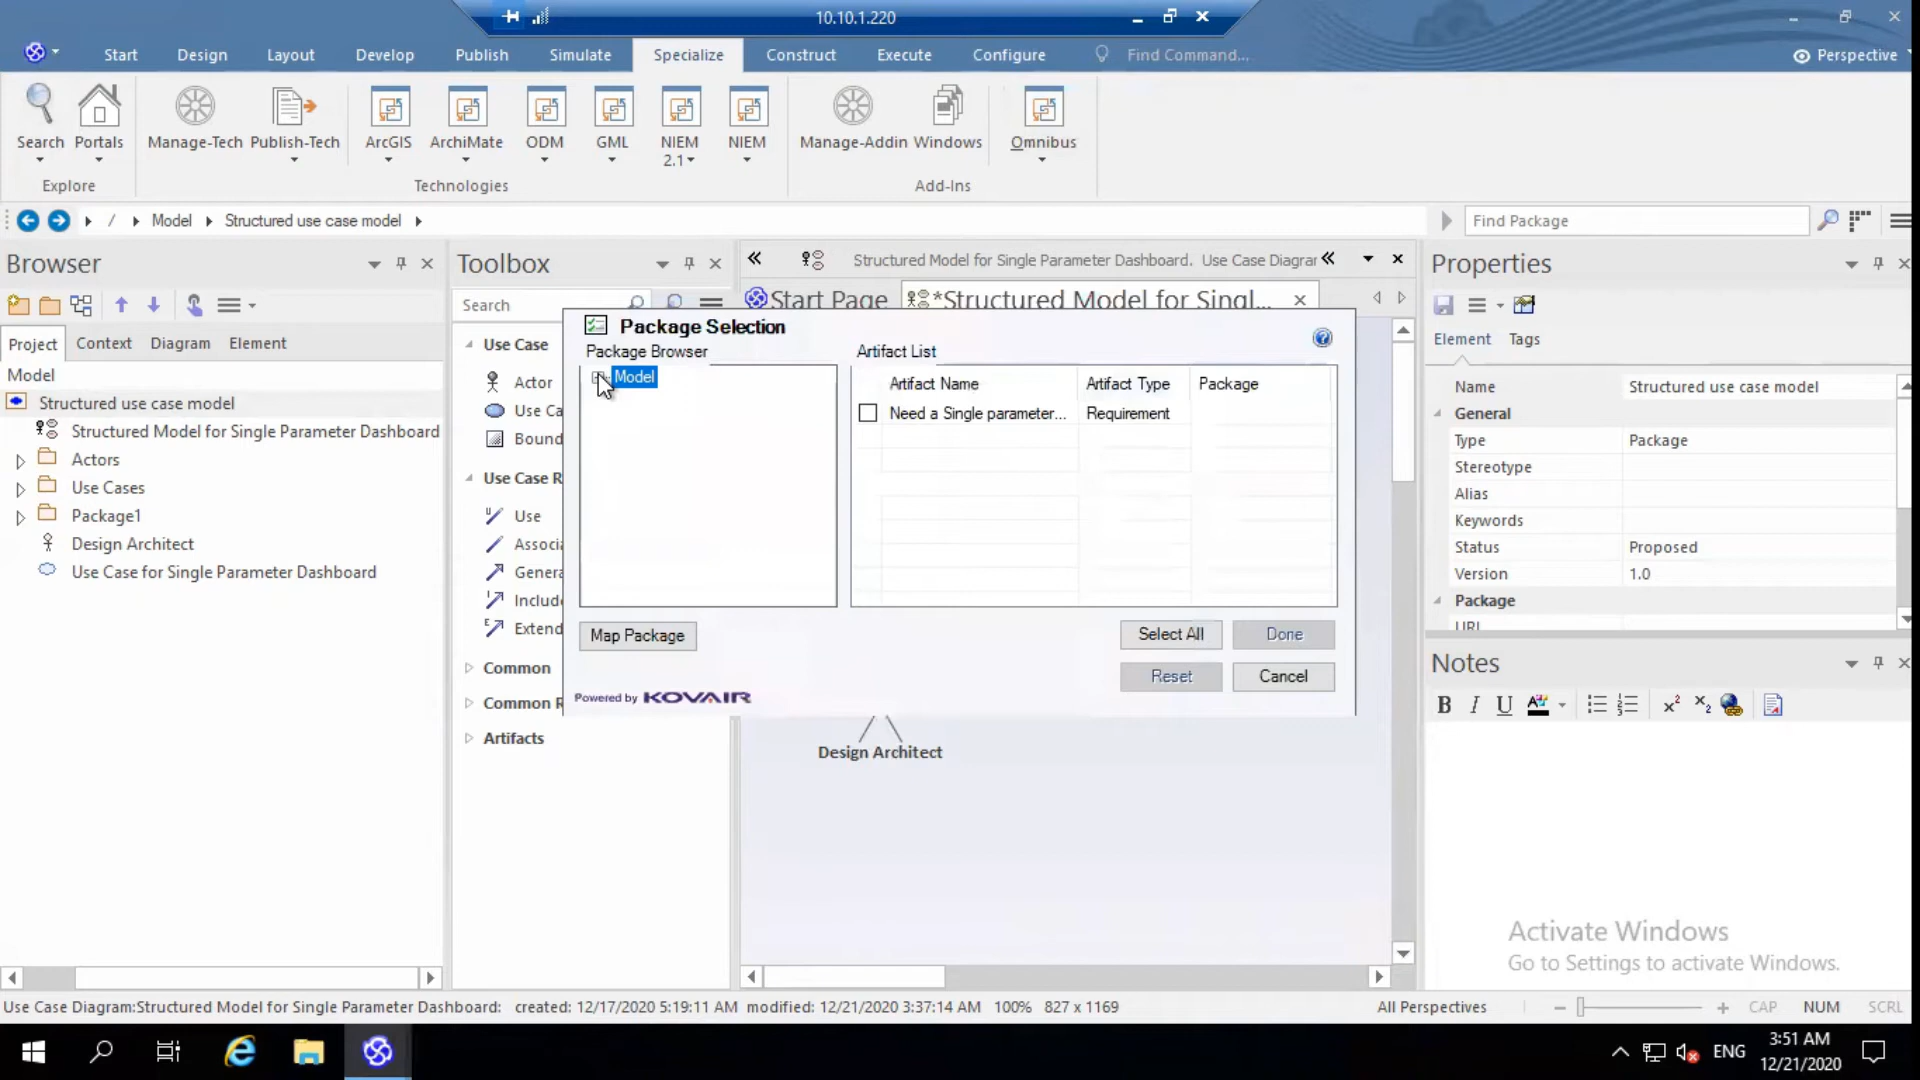 10.10.1.220
Start
Design
Layout
Develop
Publish
Simulate
Specialize
Construct
Execute
Configure
Find Command...
Perspective
Search
Portals
Manage-Tech
Publish-Tech
ArcGIS
ArchiMate
ODM
GML
NIEM
2.1
NIEM
Manage-Addin
Windows
Omnibus
Explore
Technologies
Add-Ins
/
Model
Structured use case model
Find Package
Browser
Toolbox
Structured Model for Single Parameter Dashboard. Use Case Diagrar
Properties
Search
Start Page
*Structured Model for Singl...
Project
Context
Diagram
Element
Model
Structured use case model
Structured Model for Single Parameter Dashboard
Actors
Use Cases
Package1
Design Architect
Use Case for Single Parameter Dashboard
Use Case
Actor
Use Ca
Bound
Use Case R
Use
Associa
Genera
Include
Extend
Common
Common R
Artifacts
Package Selection
Package Browser
Artifact List
Model
Artifact Name
Artifact Type
Package
Need a Single parameter...
Requirement
Map Package
Select All
Done
Reset
Cancel
Powered by KOVAIR
Design Architect
Element
Tags
Name
Structured use case model
General
Type
Package
Stereotype
Alias
Keywords
Status
Proposed
Version
1.0
Package
URL
Notes
B I U
Activate Windows
Go to Settings to activate Windows.
Use Case Diagram:Structured Model for Single Parameter Dashboard: created: 12/17/2020 5:19:11 AM modified: 12/21/2020 3:37:14 AM 100% 827 x 1169
All Perspectives
CAP
NUM
SCRL
ENG
3:51 AM
12/21/2020